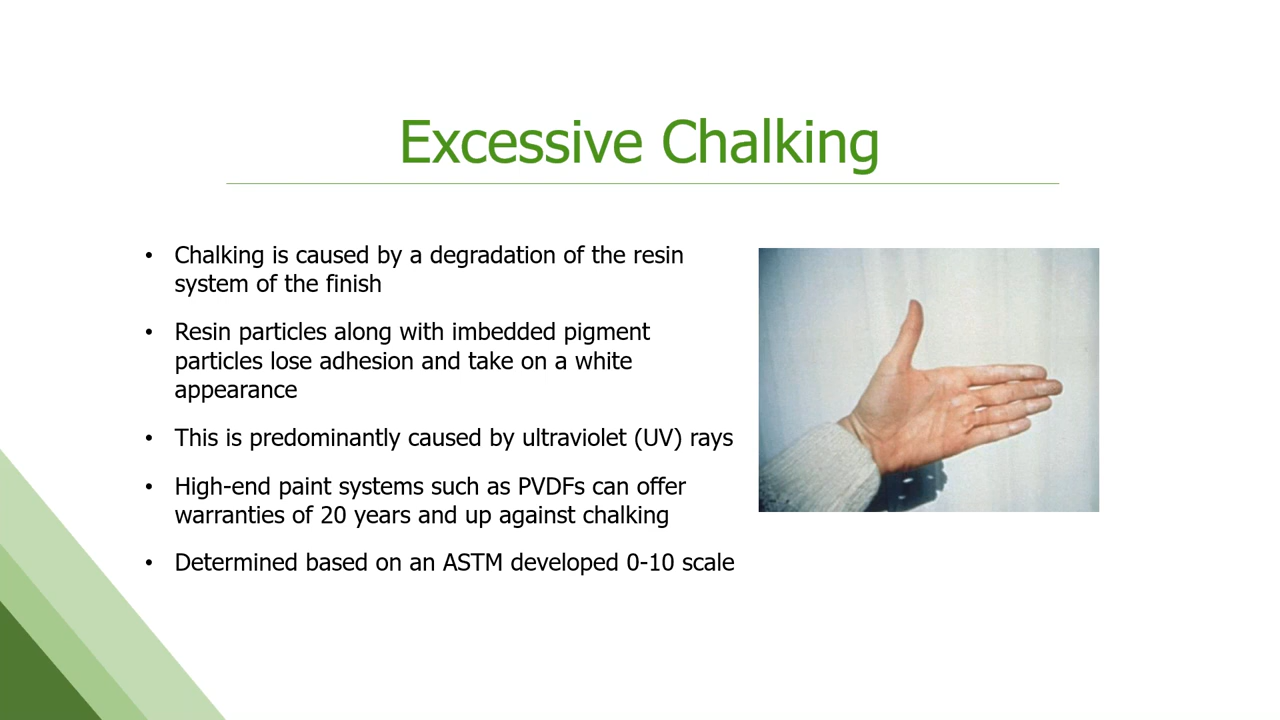 Excessive Chalking
• Chalking is caused by a degradation of the resin
system of the finish
• Resin particles along with imbedded pigment
particles lose adhesion and take on a white
appearance
• This is predominantly caused by ultraviolet (UV) rays
• High-end paint systems such as PVDFs can offer
warranties of 20 years and up against chalking
• Determined based on an ASTM developed 0-10 scale